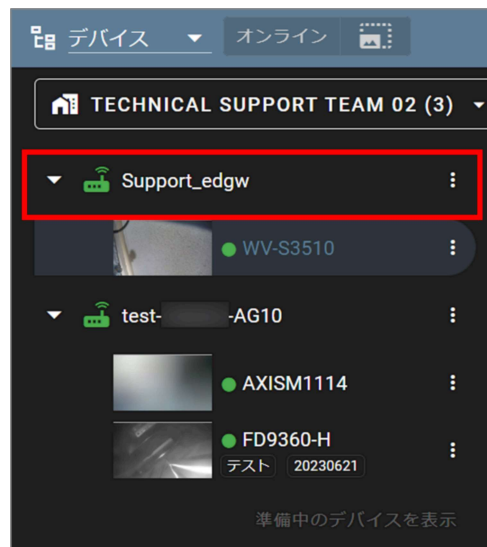 デバイス オンライン
TECHNICAL SUPPORT TEAM 02 (3)
Support_edgw
WV-S3510
test- -AG10
AXISM1114
FD9360-H
テスト 20230621
準備中のデバイスを表示